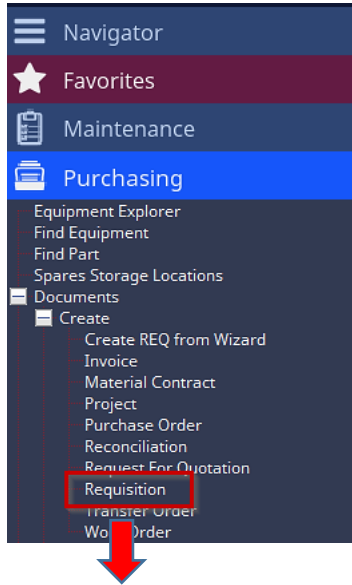 Navigator
Favorites
Maintenance
Purchasing
Equipment Explorer
Find Equipment
Find Part
Spares Storage Locations
Documents
Create
Create REQ from Wizard
Invoice
Material Contract
Project
Purchase Order
Reconciliation
Request For Quotation
Requisition
Transfer Order
Work Order